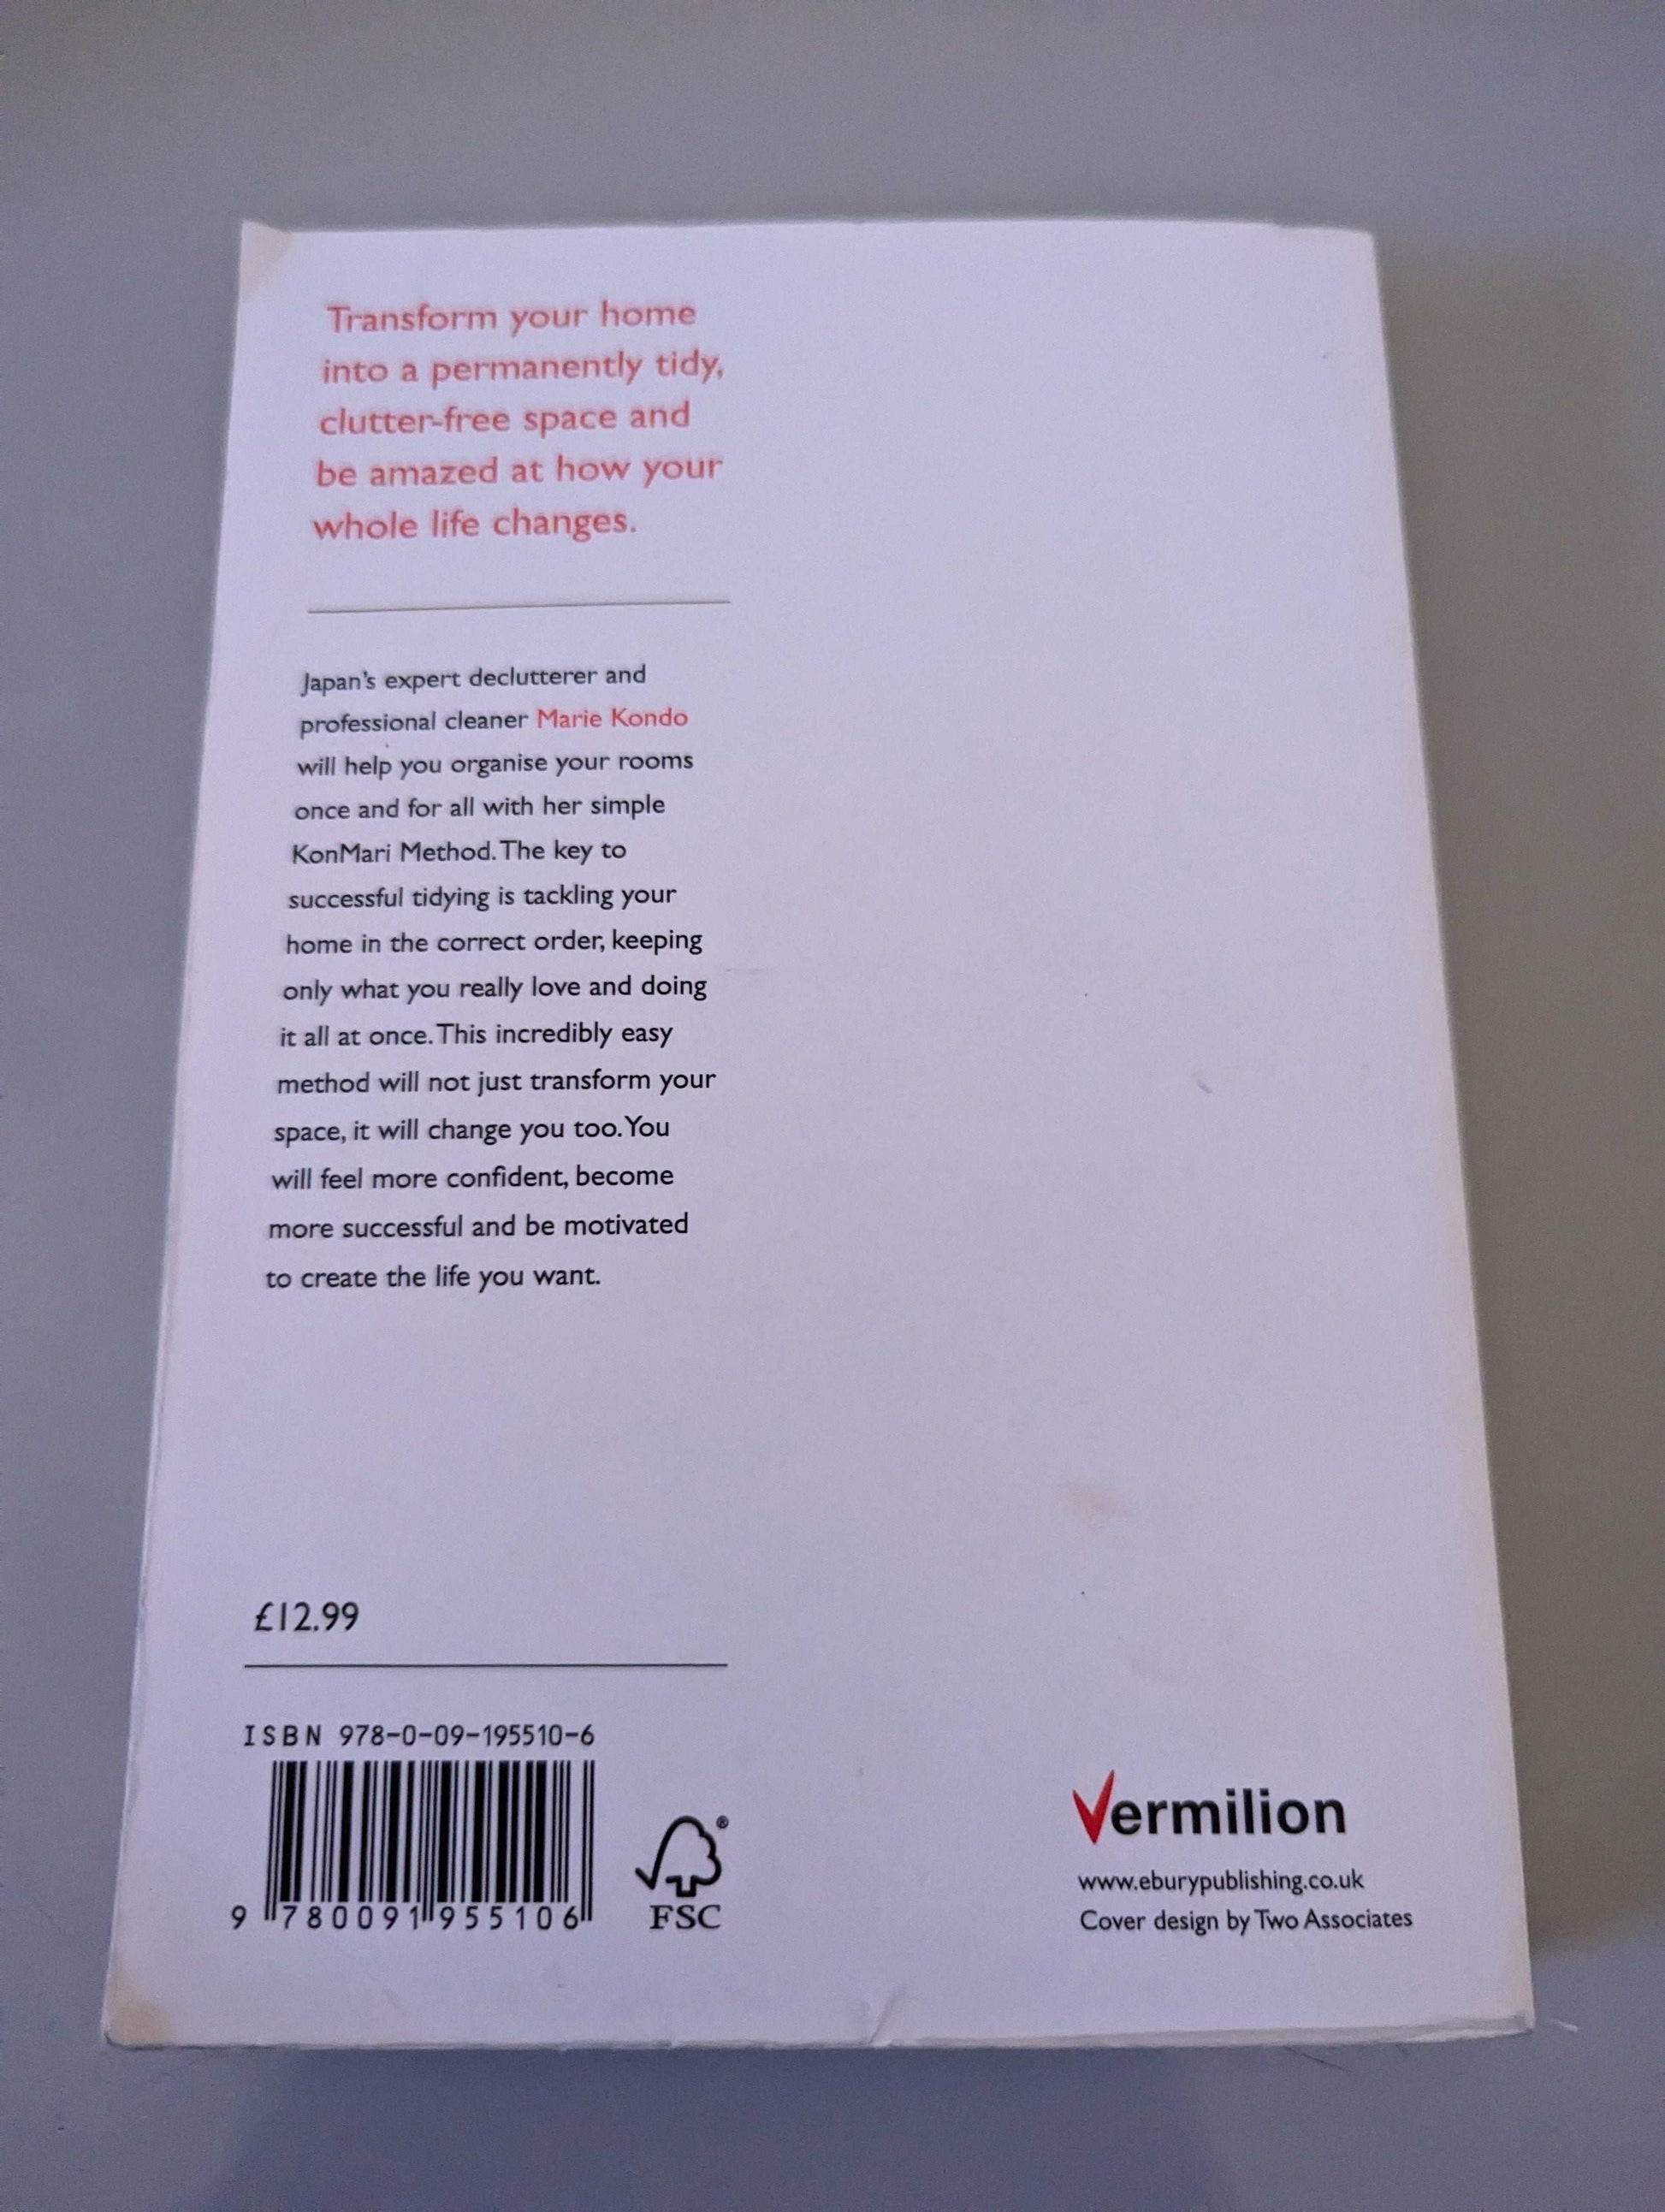 Transform your home
into a permanently tidy,
clutter-free space and
be amazed at how your
whole life changes.
Japan's expert declutterer and
professional cleaner Marie Kondo
will help you organise your rooms
once and for all with her simple
KonMari Method. The key to
successful tidying is tackling your
home in the correct order, keeping
only what you really love and doing
it all at once. This incredibly easy
method will not just transform your
space, it will change you too. You
will feel more confident, become
more successful and be motivated
to create the life you want.
£12.99
ISBN 978-0-09-195510-6
9 780091 955106
FSC
®
Vermilion
www.eburypublishing.co.uk
Cover design by Two Associates